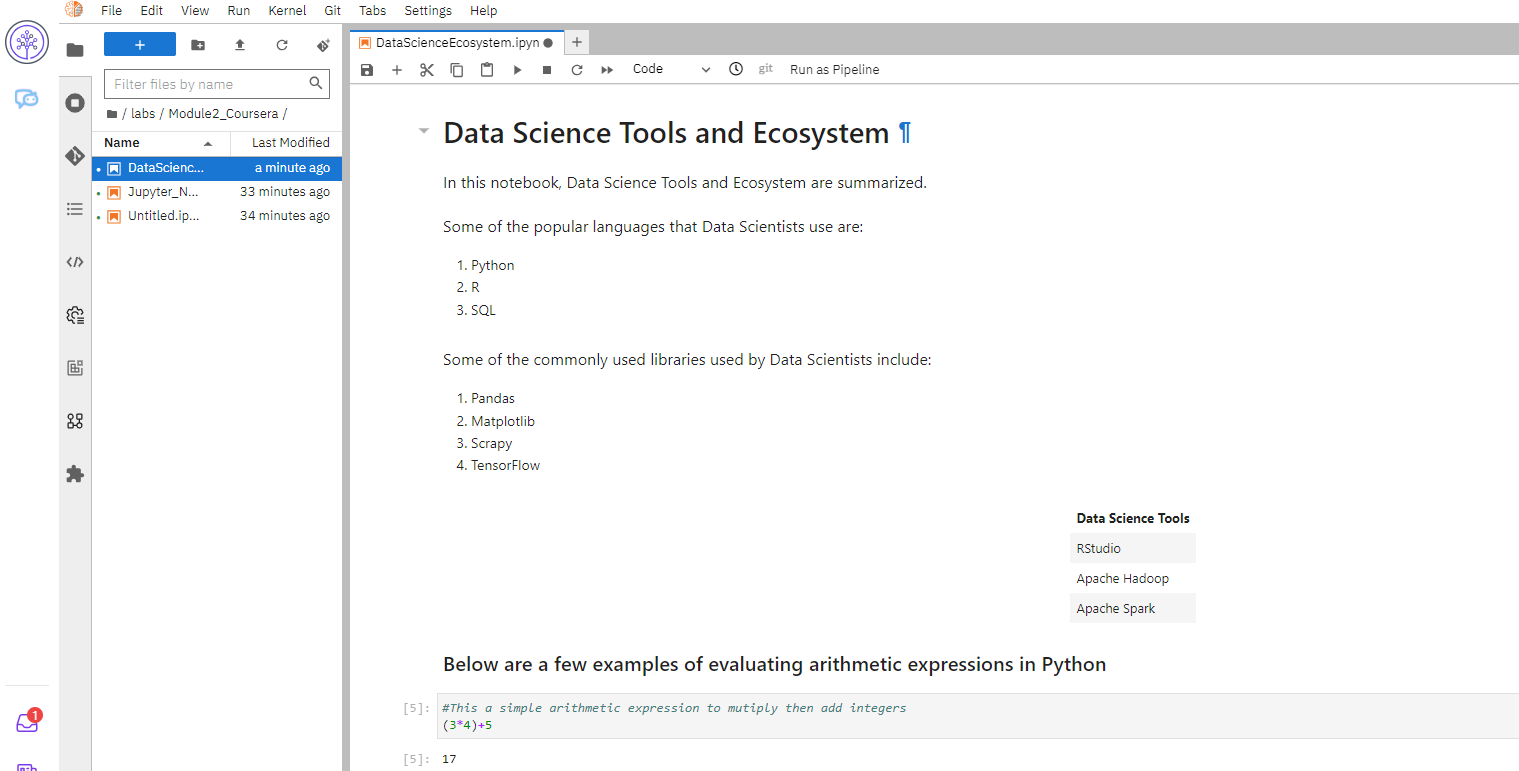 File Edit View Run Kernel Git Tabs Settings Help
+
Filter files by name
/ labs / Module2_Coursera /
Name Last Modified
DataScienc... a minute ago
Jupyter_N... 33 minutes ago
Untitled.ip... 34 minutes ago
1
DataScienceEcosystem.ipyn
+
+ Code git Run as Pipeline
Data Science Tools and Ecosystem ¶
In this notebook, Data Science Tools and Ecosystem are summarized.
Some of the popular languages that Data Scientists use are:
1. Python
2. R
3. SQL
Some of the commonly used libraries used by Data Scientists include:
1. Pandas
2. Matplotlib
3. Scrapy
4. TensorFlow
Data Science Tools
RStudio
Apache Hadoop
Apache Spark
Below are a few examples of evaluating arithmetic expressions in Python
[5]: #This a simple arithmetic expression to mutiply then add integers
(3*4)+5
[5]: 17